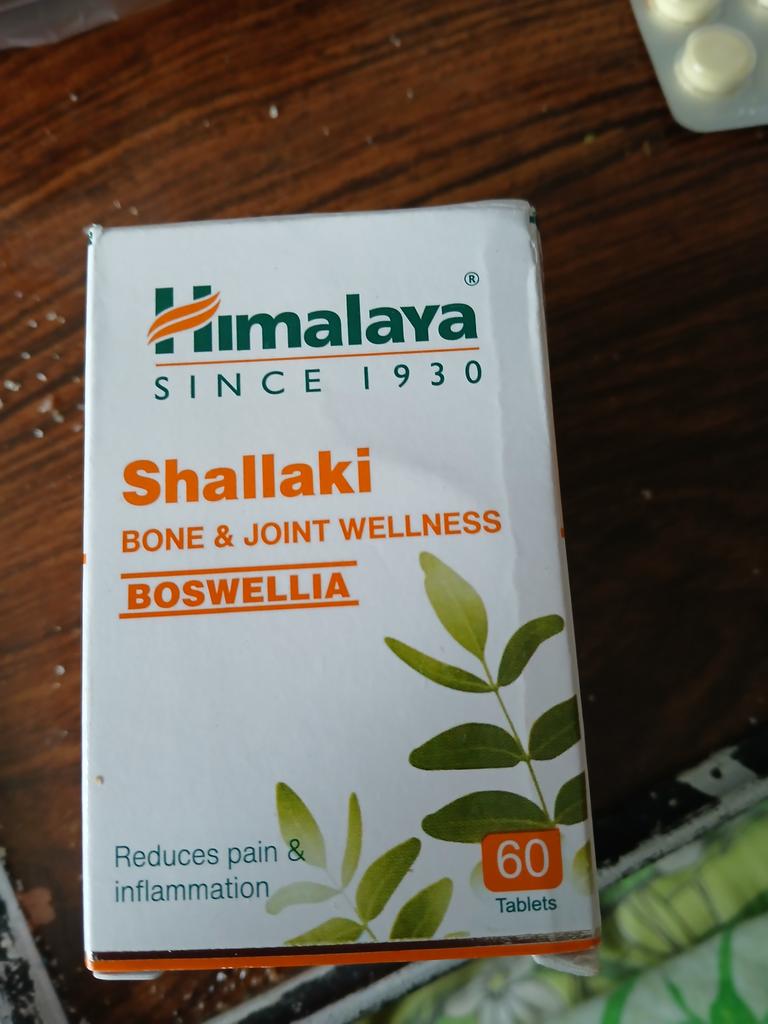 Himalaya®
SINCE 1930
Shallaki
BONE & JOINT WELLNESS
BOSWELLIA
Reduces pain &
inflammation
60
Tablets